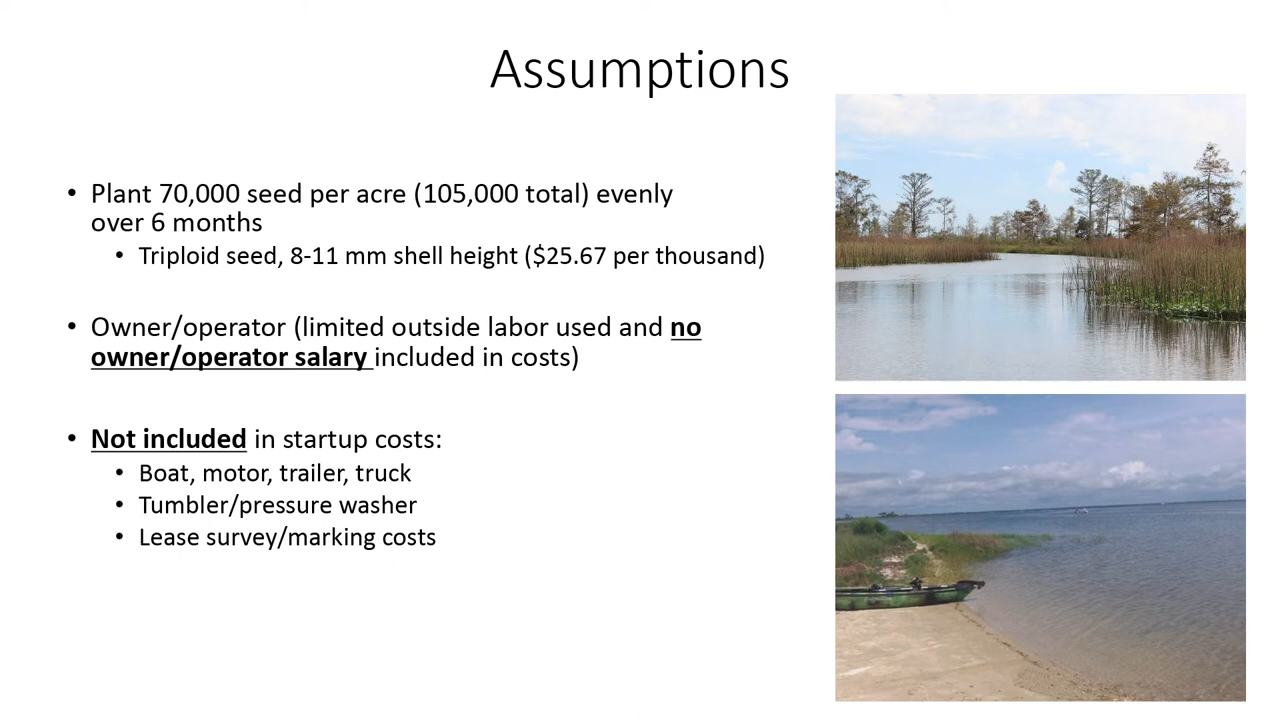 Assumptions
• Plant 70,000 seed per acre (105,000 total) evenly
over 6 months
• Triploid seed, 8-11 mm shell height ($25.67 per thousand)
• Owner/operator (limited outside labor used and no
owner/operator salary included in costs)
• Not included in startup costs:
• Boat, motor, trailer, truck
• Tumbler/pressure washer
• Lease survey/marking costs